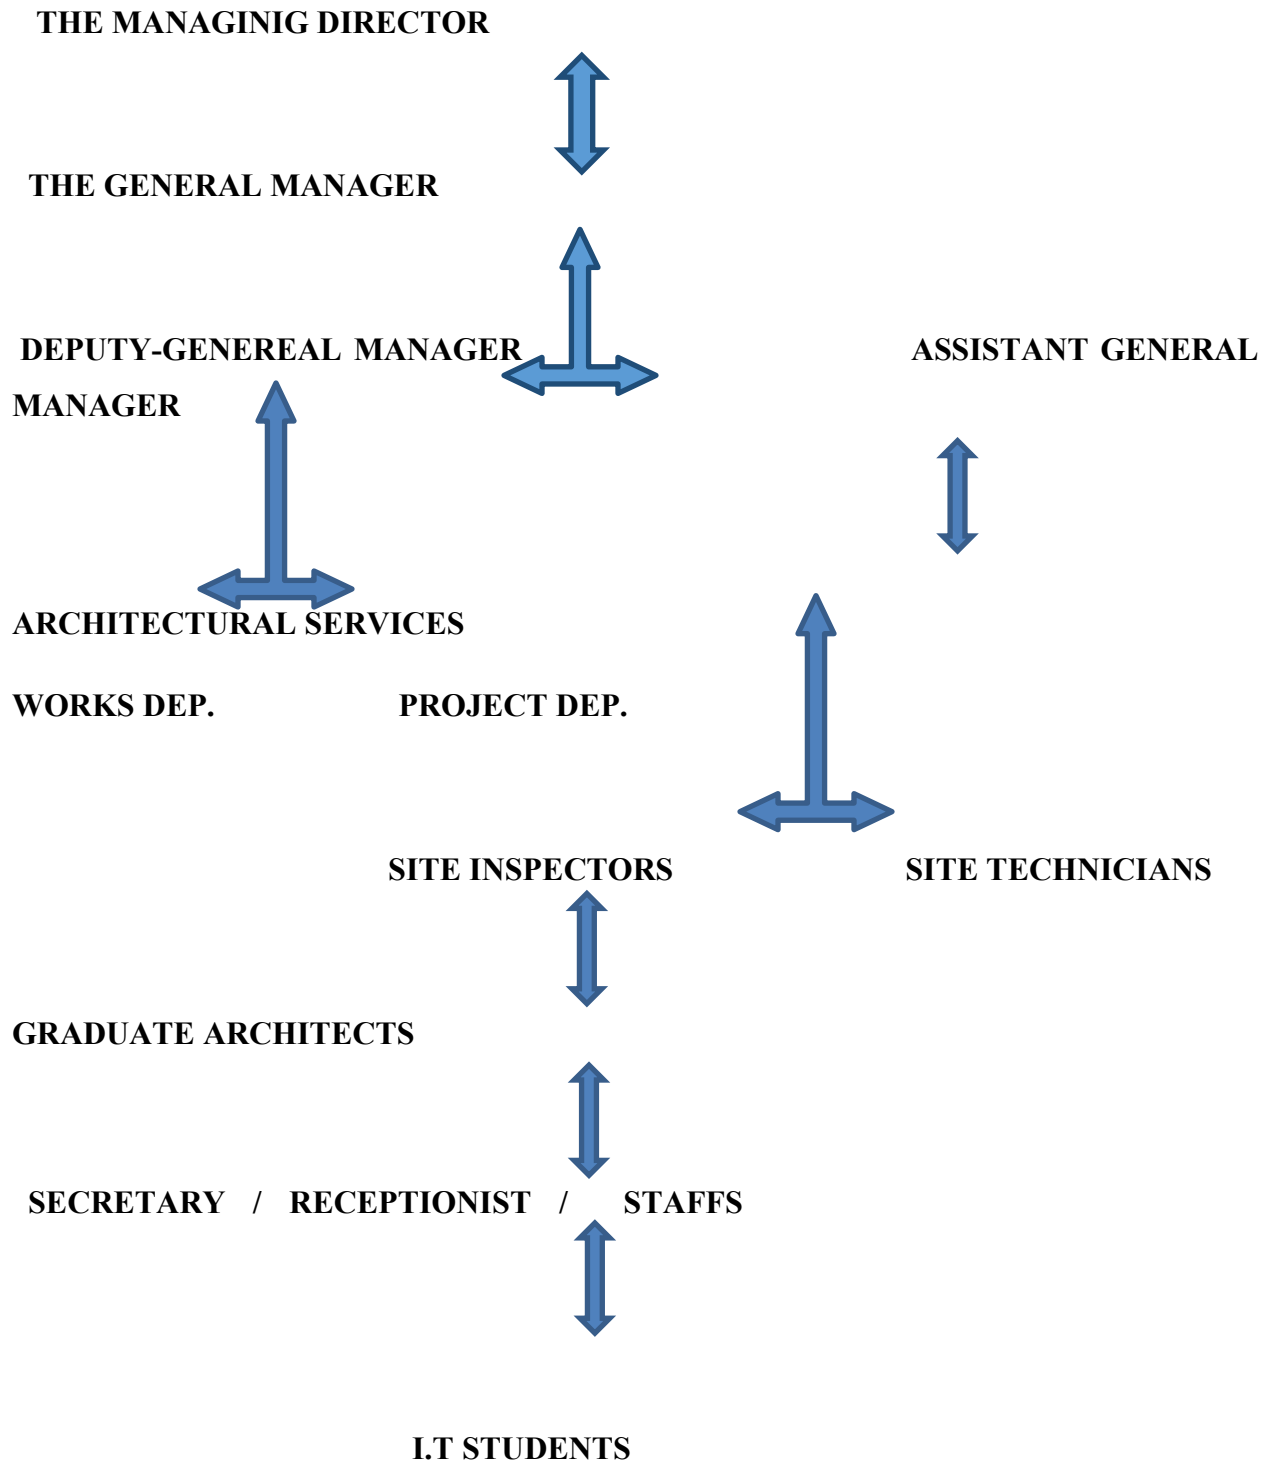 THE MANAGINIG DIRECTOR
THE GENERAL MANAGER
DEPUTY-GENEREAL MANAGER ASSISTANT GENERAL
MANAGER
ARCHITECTURAL SERVICES
WORKS DEP. PROJECT DEP.
SITE INSPECTORS SITE TECHNICIANS
GRADUATE ARCHITECTS
SECRETARY / RECEPTIONIST / STAFFS
I.T STUDENTS